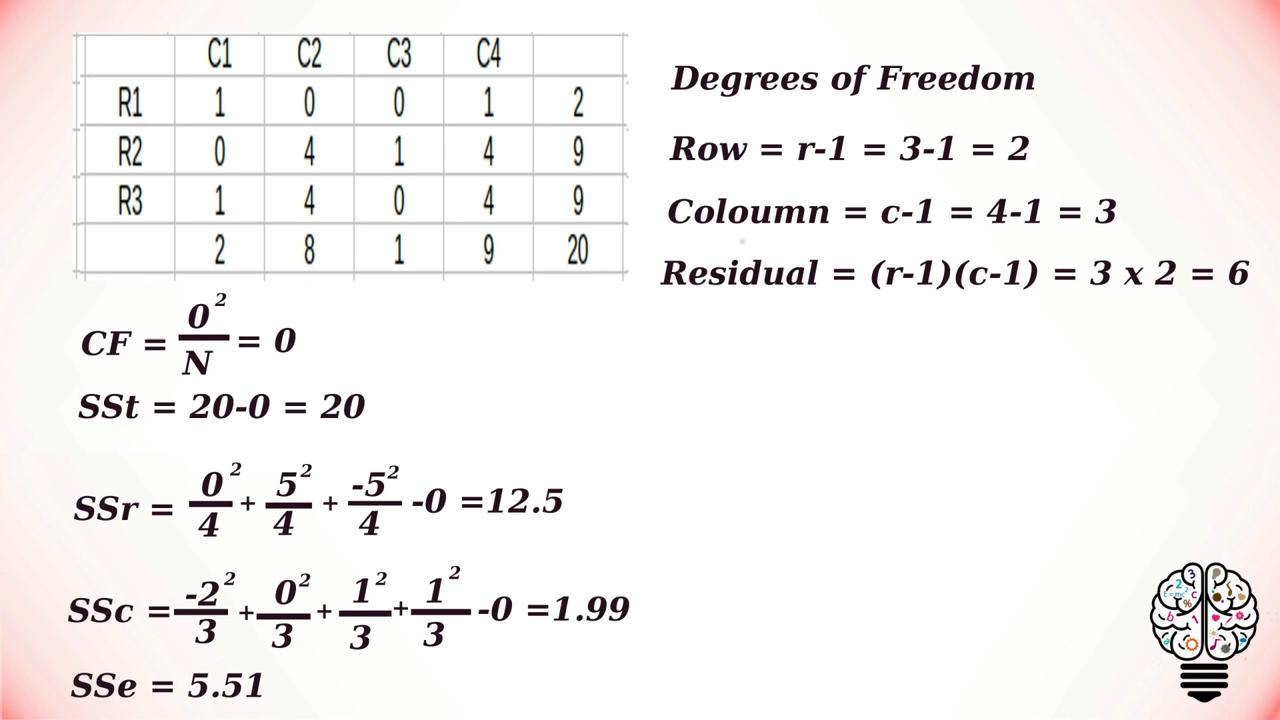 C1 C2 C3 C4
R1 1 0 0 1 2
R2 0 4 1 4 9
R3 1 4 0 4 9
2 8 1 9 20
Degrees of Freedom
Row = r-1 = 3-1 = 2
Coloumn = c-1 = 4-1 = 3
Residual = (r-1)(c-1) = 3 x 2 = 6
CF = 0²/N = 0
SSt = 20-0 = 20
SSr = 0²/4 + 5²/4 + -5²/4 -0 =12.5
SSc = -2²/3 + 0²/3 + 1²/3 + 1²/3 -0 =1.99
SSe = 5.51